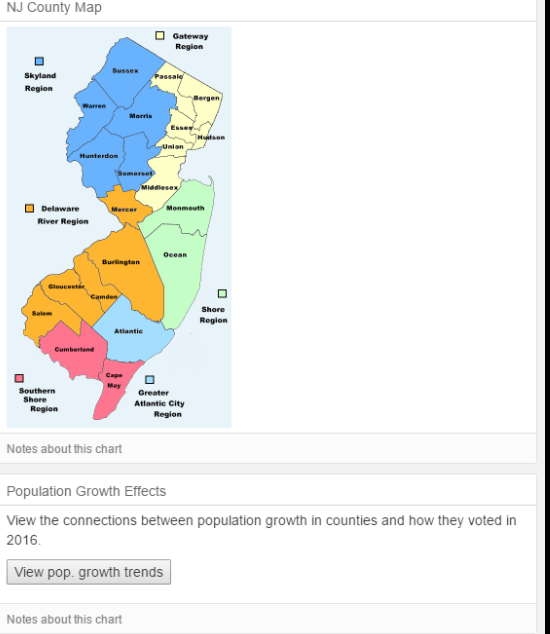 NJ County Map
Gateway
Region
Skyland
Region
Sussex
Passaic
Bergen
Warren
Morris
Essex
Hudson
Union
Hunterdon
Somerset
Middlesex
Delaware
River Region
Mercer
Monmouth
Ocean
Burlington
Gloucester
Camden
Salem
Shore
Region
Atlantic
Cumberland
Cape
May
Southern
Shore
Region
Greater
Atlantic City
Region
Notes about this chart
Population Growth Effects
View the connections between population growth in counties and how they voted in
2016.
View pop. growth trends
Notes about this chart